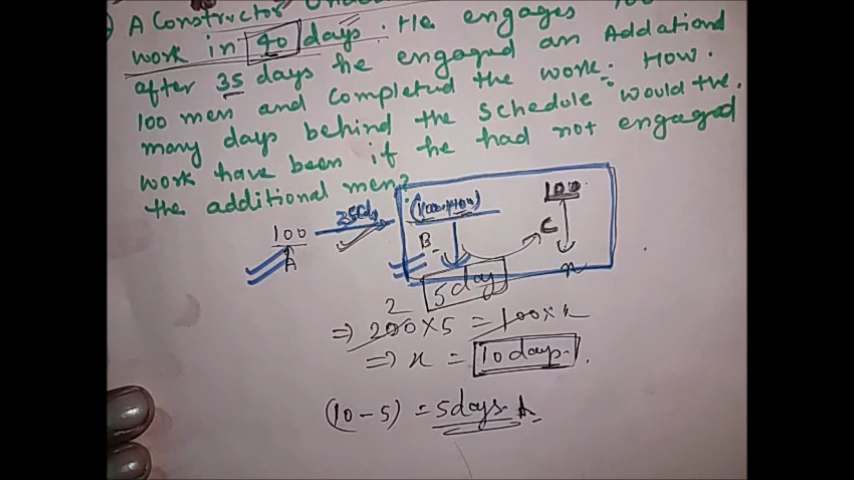 A Constructor
work in 40 days. He engages
after 35 days he engaged an Addational
100 men and completed the work. How
many days behind the schedule would the
work have been if he had not engaged
the additional men?
100 35d (100+100) 100
A B C
5 day x
⇒ 200 × 5 = 100 × x
2
⇒ x = 10 days.
(10 - 5) = 5 days